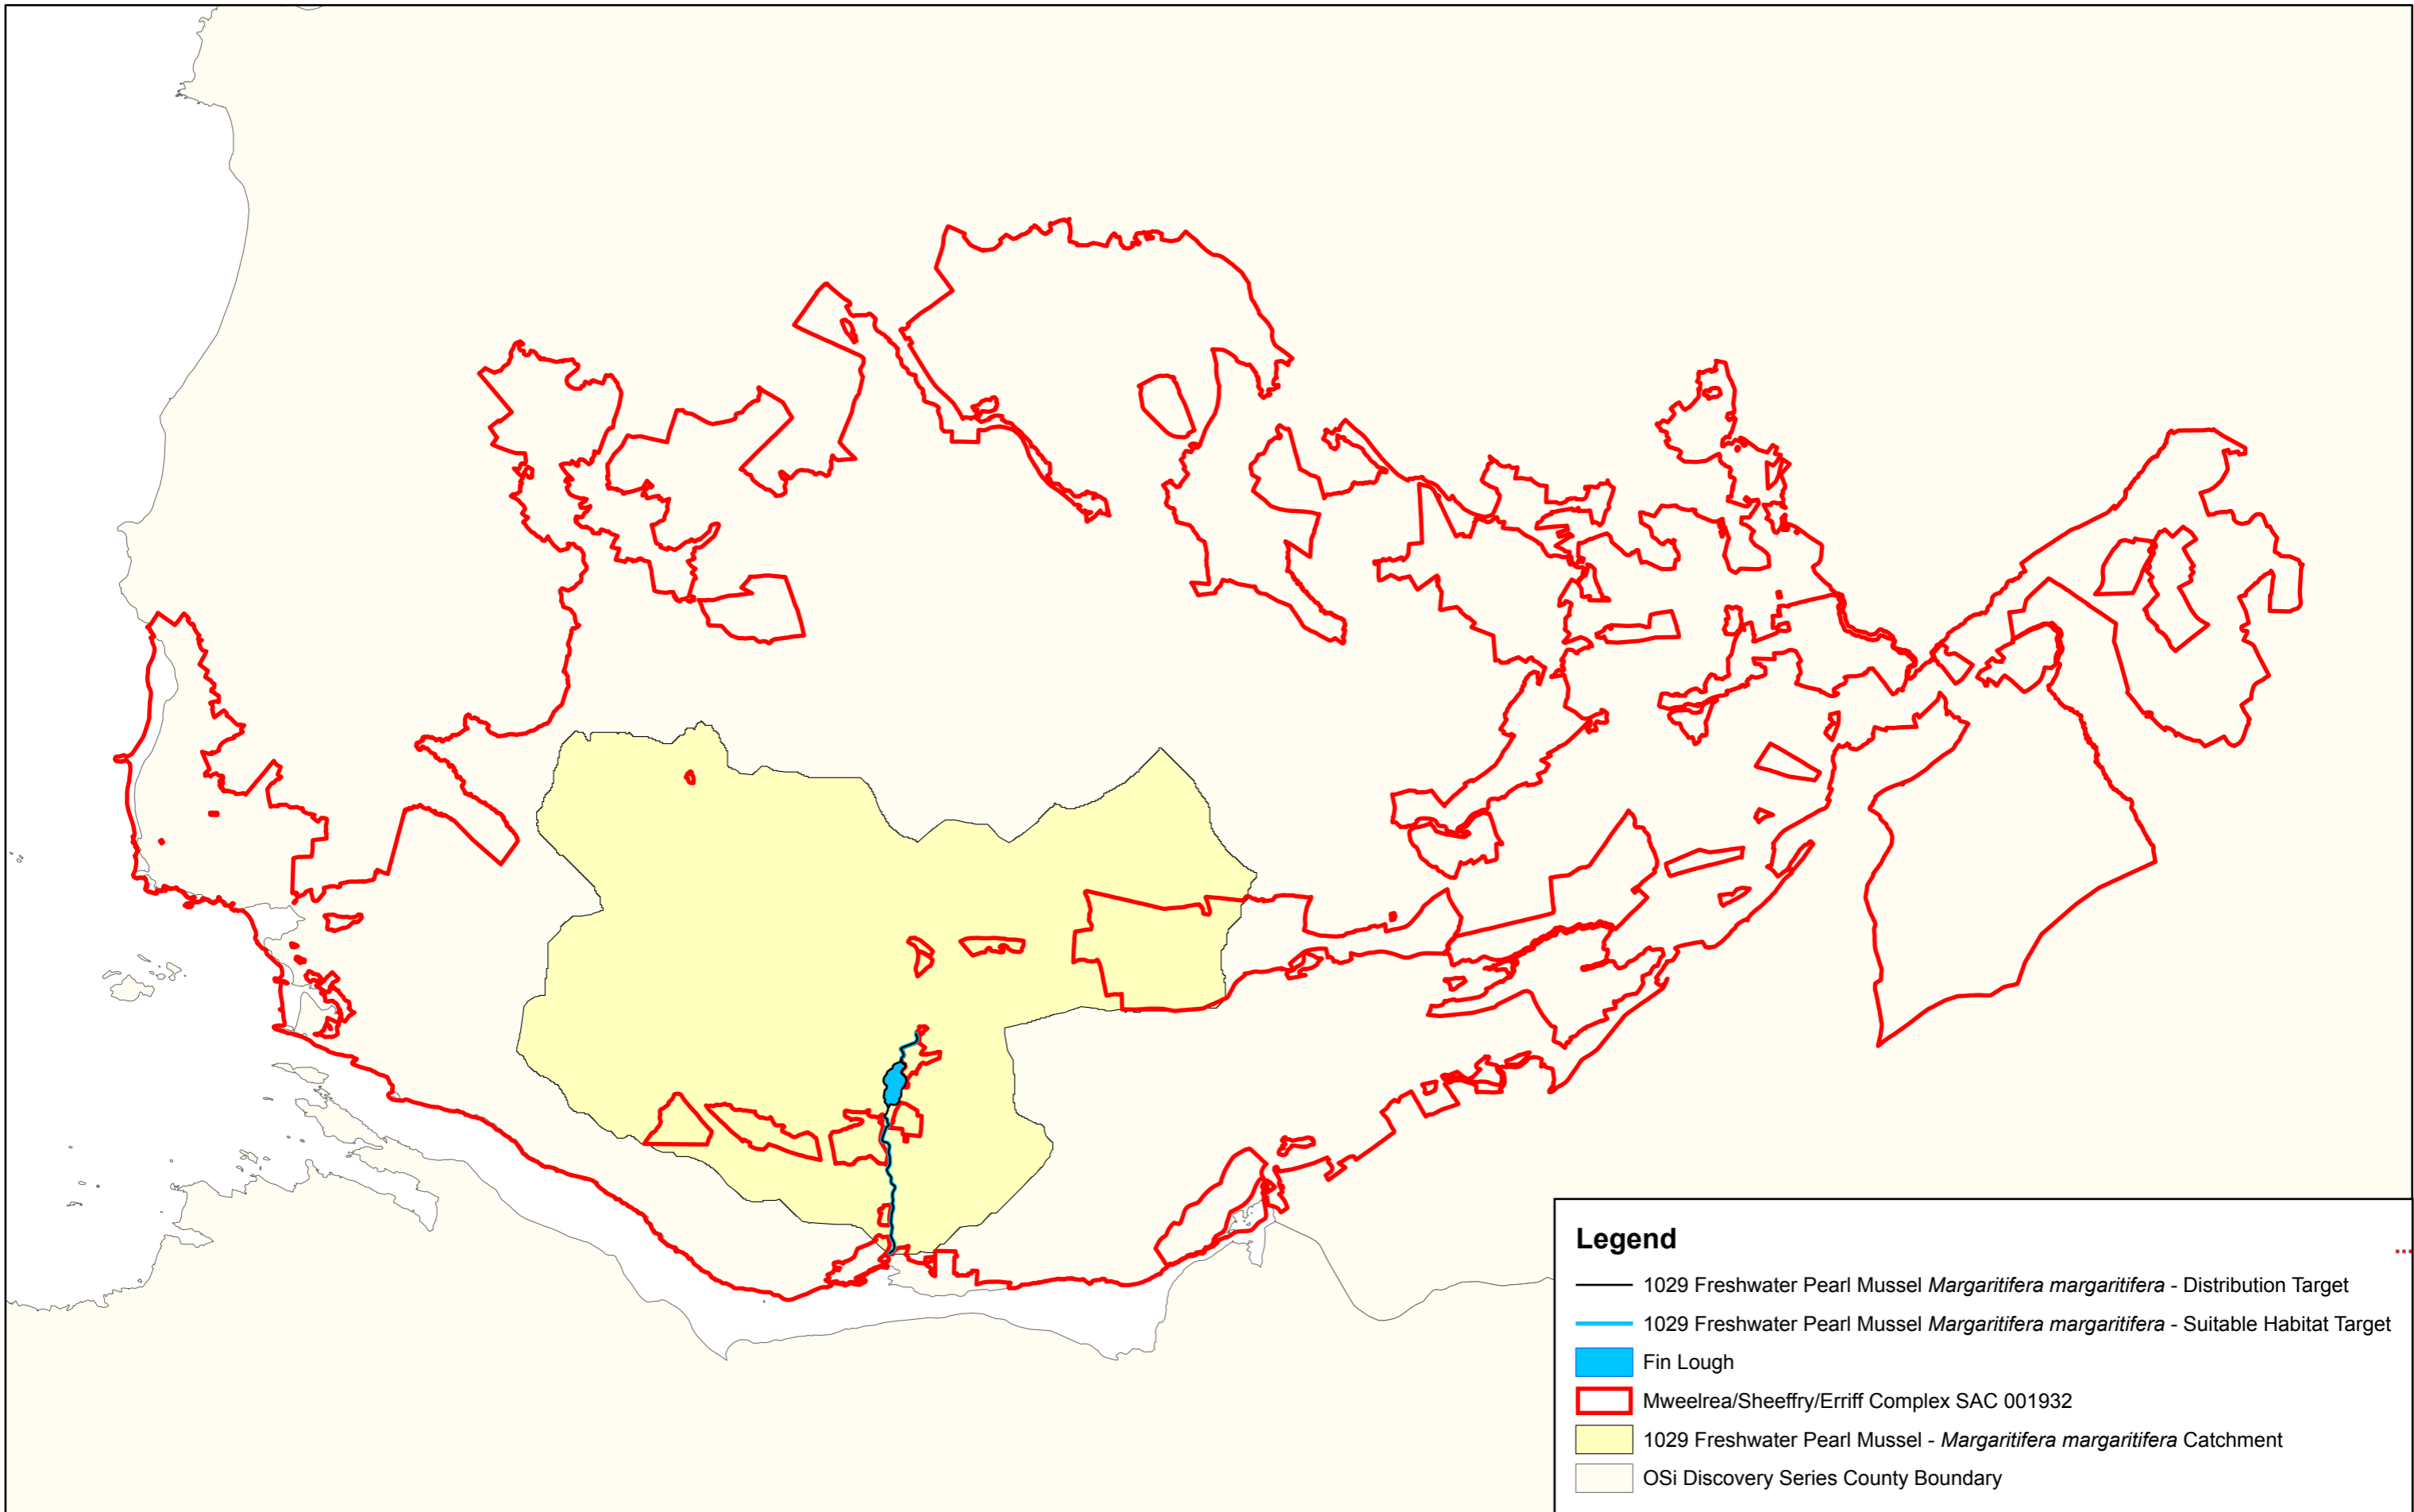 Legend
1029 Freshwater Pearl Mussel Margaritifera margaritifera - Distribution Target
1029 Freshwater Pearl Mussel Margaritifera margaritifera - Suitable Habitat Target
Fin Lough
Mweelrea/Sheeffry/Erriff Complex SAC 001932
1029 Freshwater Pearl Mussel - Margaritifera margaritifera Catchment
OSi Discovery Series County Boundary